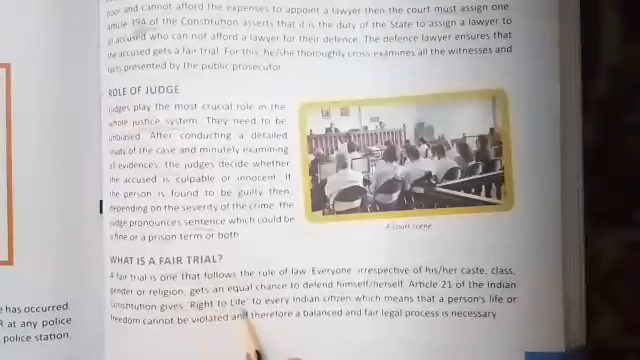 poor and cannot afford the expenses to appoint a lawyer then the court must assign one
Article 39A of the Constitution asserts that it is the duty of the State to assign a lawyer to
accused who can not afford a lawyer for their defence. The defence lawyer ensures that
the accused gets a fair trial. For this, he/she thoroughly cross-examines all the witnesses and
facts presented by the public prosecutor
ROLE OF JUDGE
Judges play the most crucial role in the
whole justice system. They need to be
unbiased. After conducting a detailed
study of the case and minutely examining
all evidences, the judges decide whether
the accused is culpable or innocent. If
the person is found to be guilty then,
depending on the severity of the crime, the
judge pronounces sentence which could be
a fine or a prison term or both
A court scene
WHAT IS A FAIR TRIAL?
A fair trial is one that follows the rule of law. Everyone, irrespective of his/her caste, class,
gender or religion, gets an equal chance to defend himself/herself. Article 21 of the Indian
Constitution gives 'Right to Life' to every Indian citizen which means that a person's life or
freedom cannot be violated and therefore a balanced and fair legal process is necessary
e has occurred.
R at any police
police station.